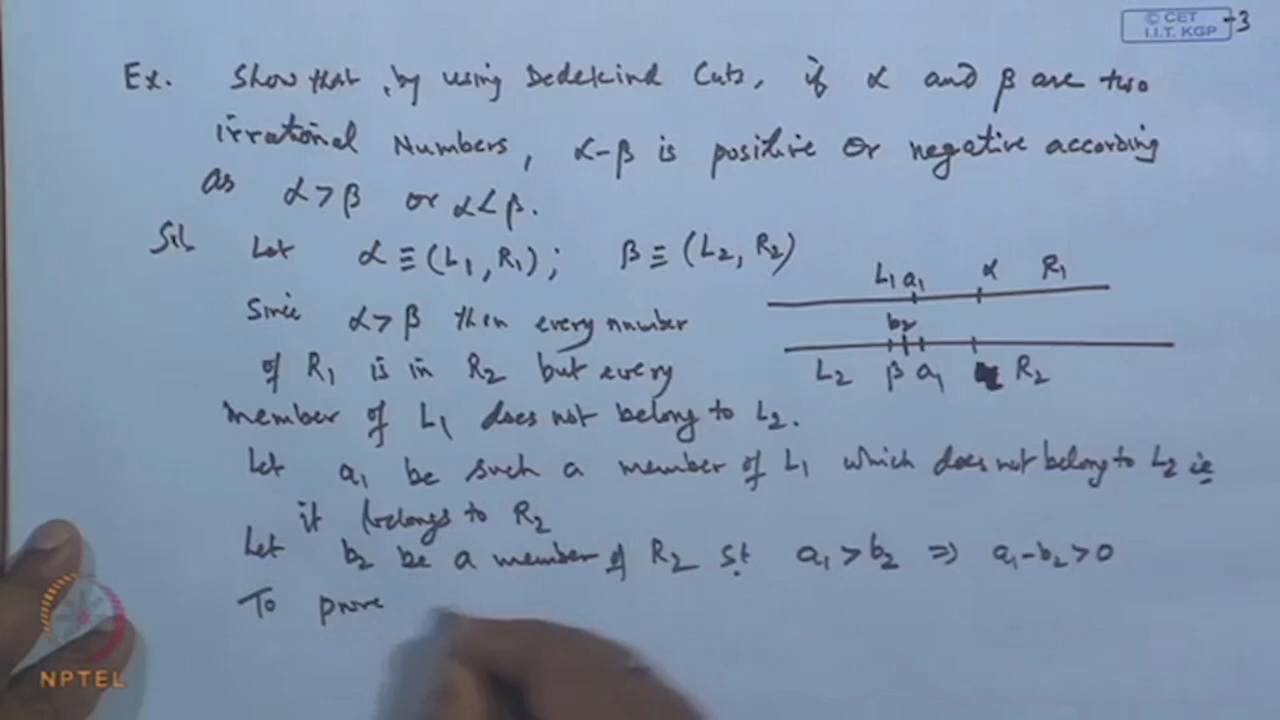 © CET
I.I.T. KGP
-3
Ex. Show that, by using Dedekind Cuts, if α and β are two
irrational Numbers, α-β is positive or negative according
as α > β or α < β.
Sol. Let α ≡ (L₁, R₁); β ≡ (L₂, R₂)
L₁ a₁ α R₁
Since α > β then every number
b₂
of R₁ is in R₂ but every
L₂ β a₁ R₂
member of L₁ does not belong to L₂.
Let a₁ be such a member of L₁ which does not belong to L₂ ie
it belongs to R₂
Let b₂ be a member of R₂ st a₁ > b₂ ⇒ a₁-b₂ > 0
To prove
NPTEL